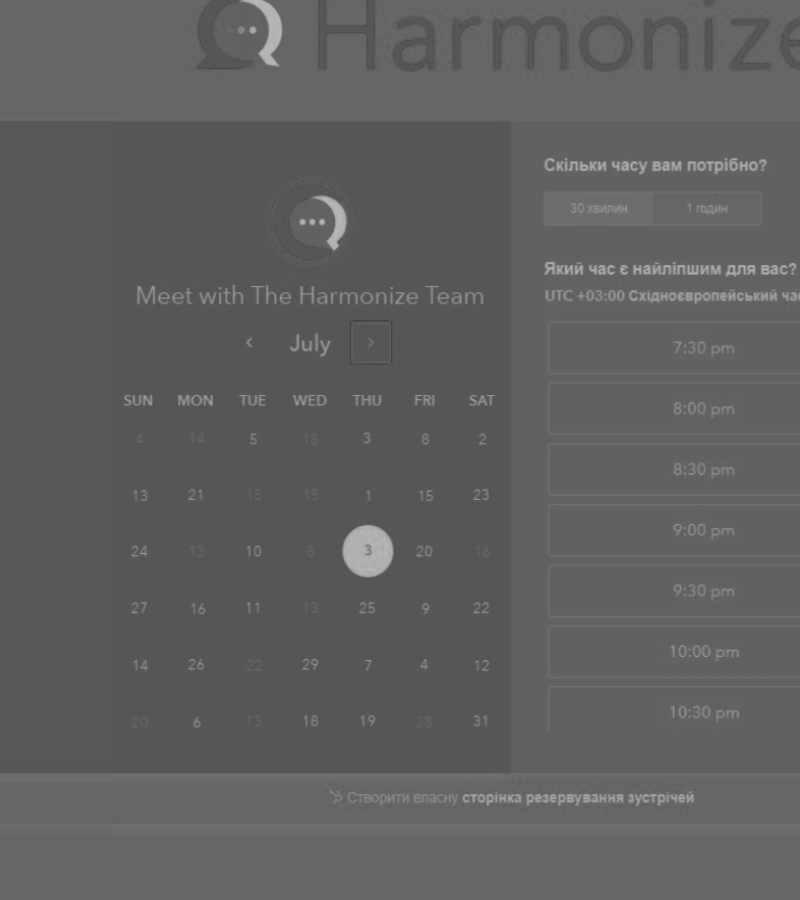 Harmonize
Meet with The Harmonize Team
July
SUN MON TUE WED THU FRI SAT
4 14 5 18 3 8 2
13 21 15 15 1 15 23
24 13 10 8 3 20 16
27 16 11 13 25 9 22
14 26 22 29 7 4 12
20 6 13 18 19 28 31
Скільки часу вам потрібно?
30 хвилин 1 годин
Який час є найліпшим для вас?
UTC +03:00 Східноєвропейський
7:30 pm
8:00 pm
8:30 pm
9:00 pm
9:30 pm
10:00 pm
10:30 pm
Створити власну сторінка резервування зустрічей